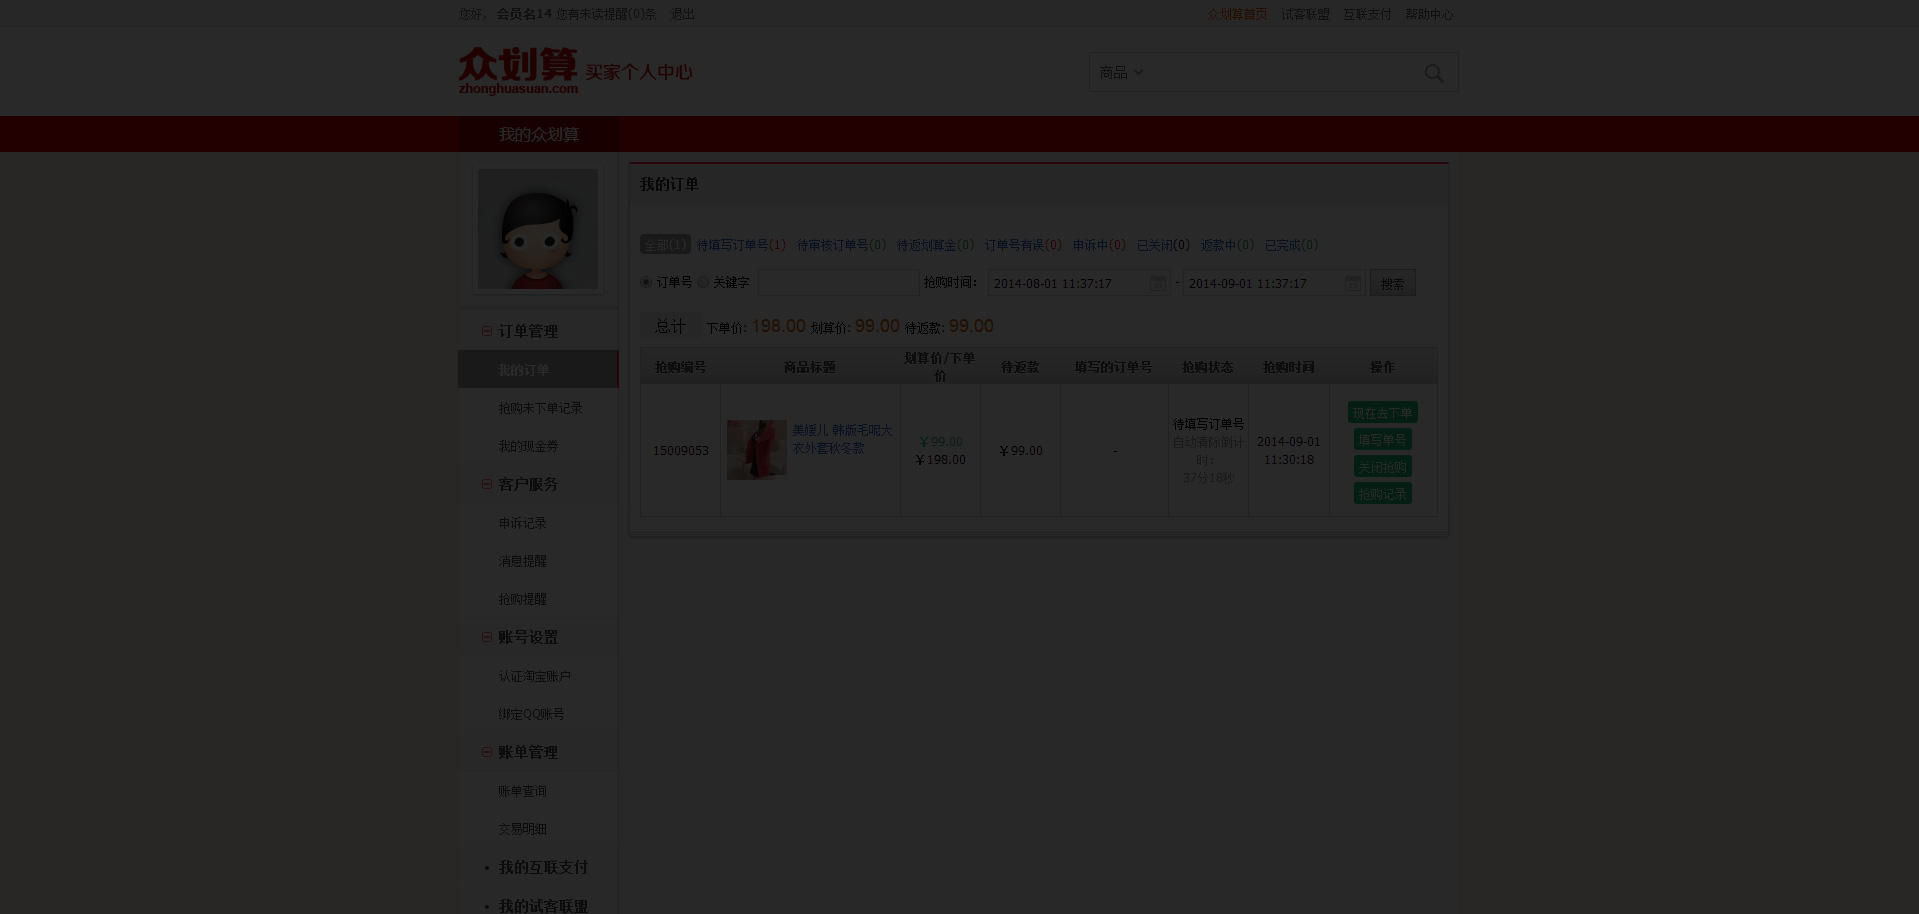 您好， 会员名14 您有未读提醒(0)条 退出
众划算首页 试客联盟 互联支付 帮助中心
众划算 买家个人中心
zhonghuasuan.com
商品
我的众划算
我的订单
全部(1) 待填写订单号(1) 待审核订单号(0) 待返划算金(0) 订单号有误(0) 申诉中(0) 已关闭(0) 返款中(0) 已完成(0)
订单号 关键字 抢购时间： 2014-08-01 11:37:17 - 2014-09-01 11:37:17 搜索
总计 下单价: 198.00 划算价: 99.00 待返款: 99.00
抢购编号 商品标题 划算价/下单价 待返款 填写的订单号 抢购状态 抢购时间 操作
15009053
美媛儿 韩版毛呢大
衣外套秋冬款
￥99.00
￥198.00
￥99.00
-
待填写订单号
自动清除倒计
时：
37分18秒
2014-09-01
11:30:18
现在去下单
填写单号
关闭抢购
抢购记录
订单管理
我的订单
抢购未下单记录
我的现金券
客户服务
申诉记录
消息提醒
抢购提醒
账号设置
认证淘宝账户
绑定QQ账号
账单管理
账单查询
交易明细
我的互联支付
我的试客联盟